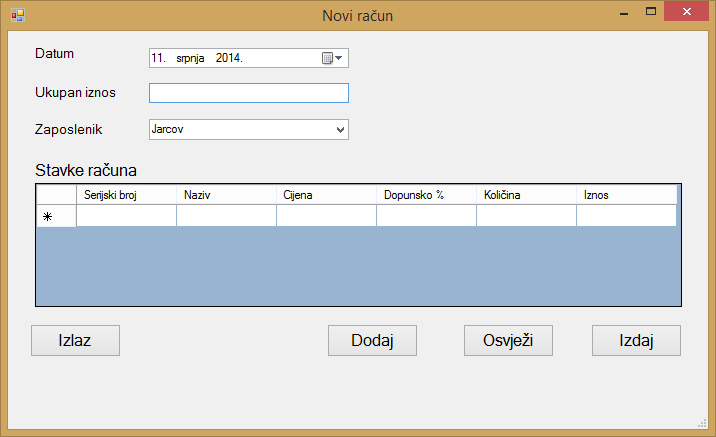 Novi račun
Datum 11. srpnja 2014.
Ukupan iznos
Zaposlenik Jarcov
Stavke računa
Serijski broj Naziv Cijena Dopunsko % Količina Iznos
Izlaz Dodaj Osvježi Izdaj